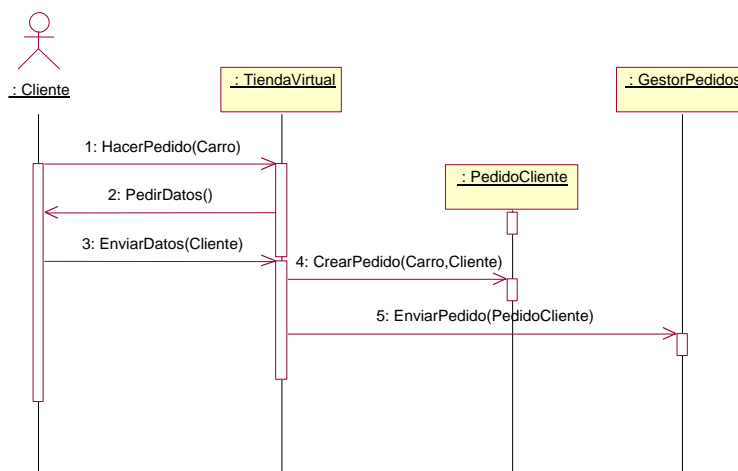 : Cliente
: TiendaVirtual
: GestorPedidos
1: HacerPedido(Carro)
: PedidoCliente
2: PedirDatos()
3: EnviarDatos(Cliente)
4: CrearPedido(Carro,Cliente)
5: EnviarPedido(PedidoCliente)